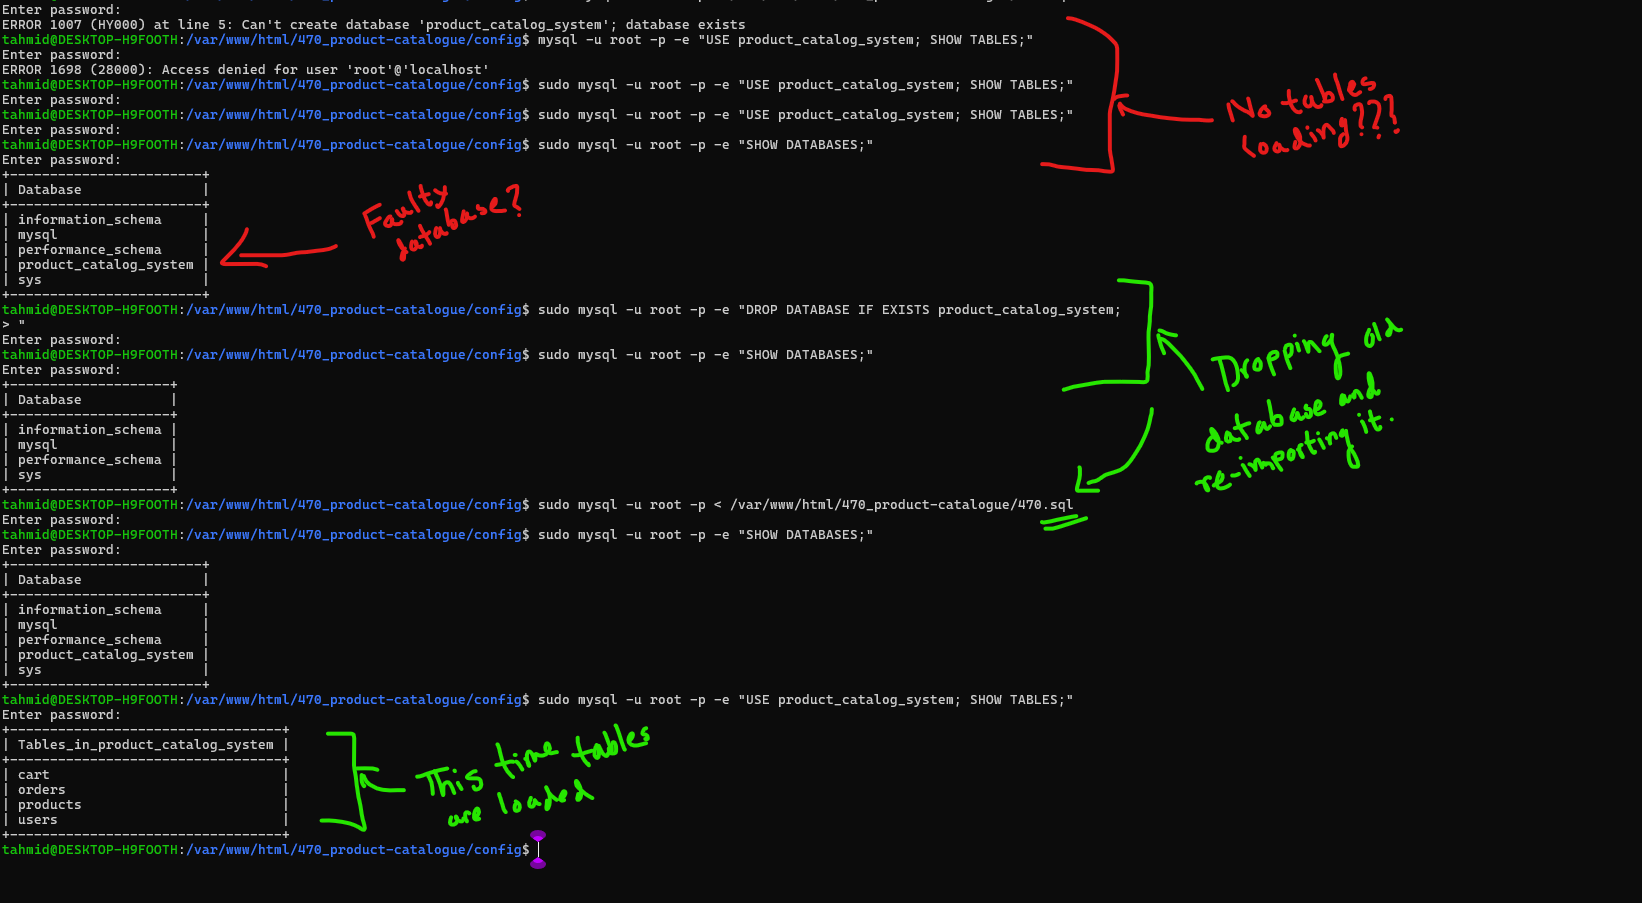 Enter password:
ERROR 1007 (HY000) at line 5: Can't create database 'product_catalog_system'; database exists
tahmid@DESKTOP-H9FOOTH:/var/www/html/470_product-catalogue/config$ mysql -u root -p -e "USE product_catalog_system; SHOW TABLES;"
Enter password:
ERROR 1698 (28000): Access denied for user 'root'@'localhost'
tahmid@DESKTOP-H9FOOTH:/var/www/html/470_product-catalogue/config$ sudo mysql -u root -p -e "USE product_catalog_system; SHOW TABLES;"
Enter password:
tahmid@DESKTOP-H9FOOTH:/var/www/html/470_product-catalogue/config$ sudo mysql -u root -p -e "USE product_catalog_system; SHOW TABLES;"
Enter password:
tahmid@DESKTOP-H9FOOTH:/var/www/html/470_product-catalogue/config$ sudo mysql -u root -p -e "SHOW DATABASES;"
Enter password:
No tables
loading???
+------------------------+
| Database               |
+------------------------+
| information_schema     |
| mysql                  |
| performance_schema     |
| product_catalog_system |
| sys                    |
+------------------------+
Faulty
database?
tahmid@DESKTOP-H9FOOTH:/var/www/html/470_product-catalogue/config$ sudo mysql -u root -p -e "DROP DATABASE IF EXISTS product_catalog_system;
> "
Enter password:
tahmid@DESKTOP-H9FOOTH:/var/www/html/470_product-catalogue/config$ sudo mysql -u root -p -e "SHOW DATABASES;"
Enter password:
+--------------------+
| Database           |
+--------------------+
| information_schema |
| mysql              |
| performance_schema |
| sys                |
+--------------------+
Dropping old
database and
re-importing it.
tahmid@DESKTOP-H9FOOTH:/var/www/html/470_product-catalogue/config$ sudo mysql -u root -p < /var/www/html/470_product-catalogue/470.sql
Enter password:
tahmid@DESKTOP-H9FOOTH:/var/www/html/470_product-catalogue/config$ sudo mysql -u root -p -e "SHOW DATABASES;"
Enter password:
+------------------------+
| Database               |
+------------------------+
| information_schema     |
| mysql                  |
| performance_schema     |
| product_catalog_system |
| sys                    |
+------------------------+
tahmid@DESKTOP-H9FOOTH:/var/www/html/470_product-catalogue/config$ sudo mysql -u root -p -e "USE product_catalog_system; SHOW TABLES;"
Enter password:
+----------------------------------+
| Tables_in_product_catalog_system |
+----------------------------------+
| cart                             |
| orders                           |
| products                         |
| users                            |
+----------------------------------+
This time tables
are loaded
tahmid@DESKTOP-H9FOOTH:/var/www/html/470_product-catalogue/config$